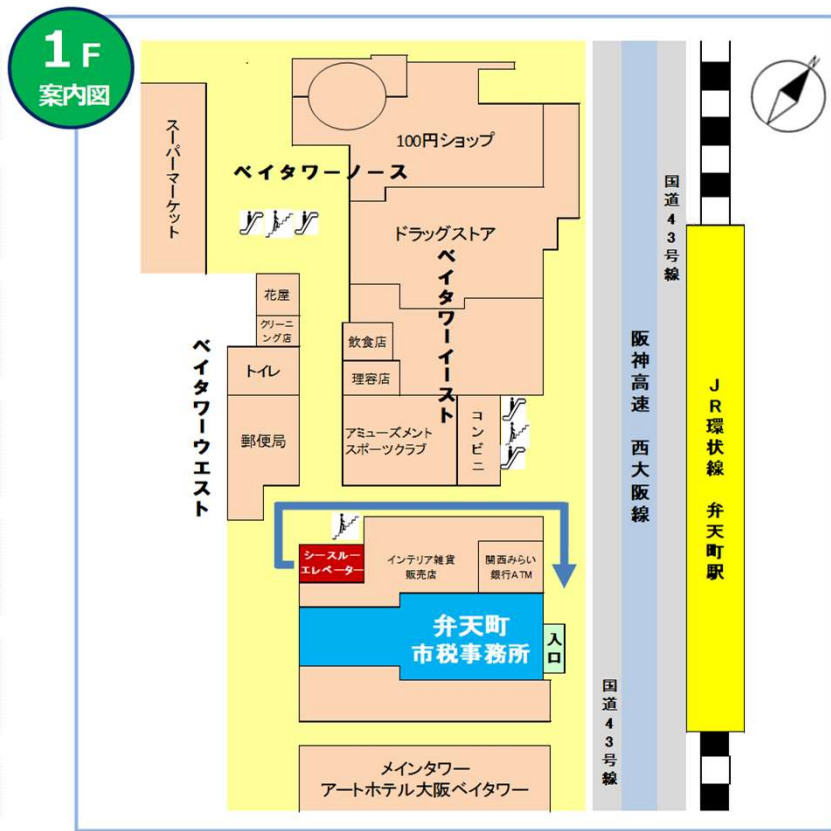 1F
案内図
N
スーパーマーケット
100円ショップ
ベイタワーノース
国道43号線
ドラッグストア
ベイタワーイースト
花屋
クリーニ
ング店
飲食店
ベイタワーウエスト
トイレ
理容店
阪神高速 西大阪線
JR環状線 弁天町駅
郵便局
アミューズメント
スポーツクラブ
コンビニ
シースルー
エレベーター
インテリア雑貨
販売店
関西みらい
銀行ATM
弁天町
市税事務所
入口
国道43号線
メインタワー
アートホテル大阪ベイタワー